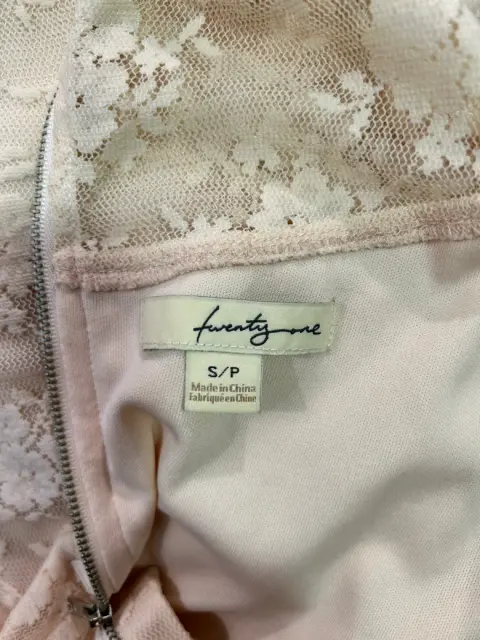 twenty one
S/P
Made in China
Fabriqué en Chine